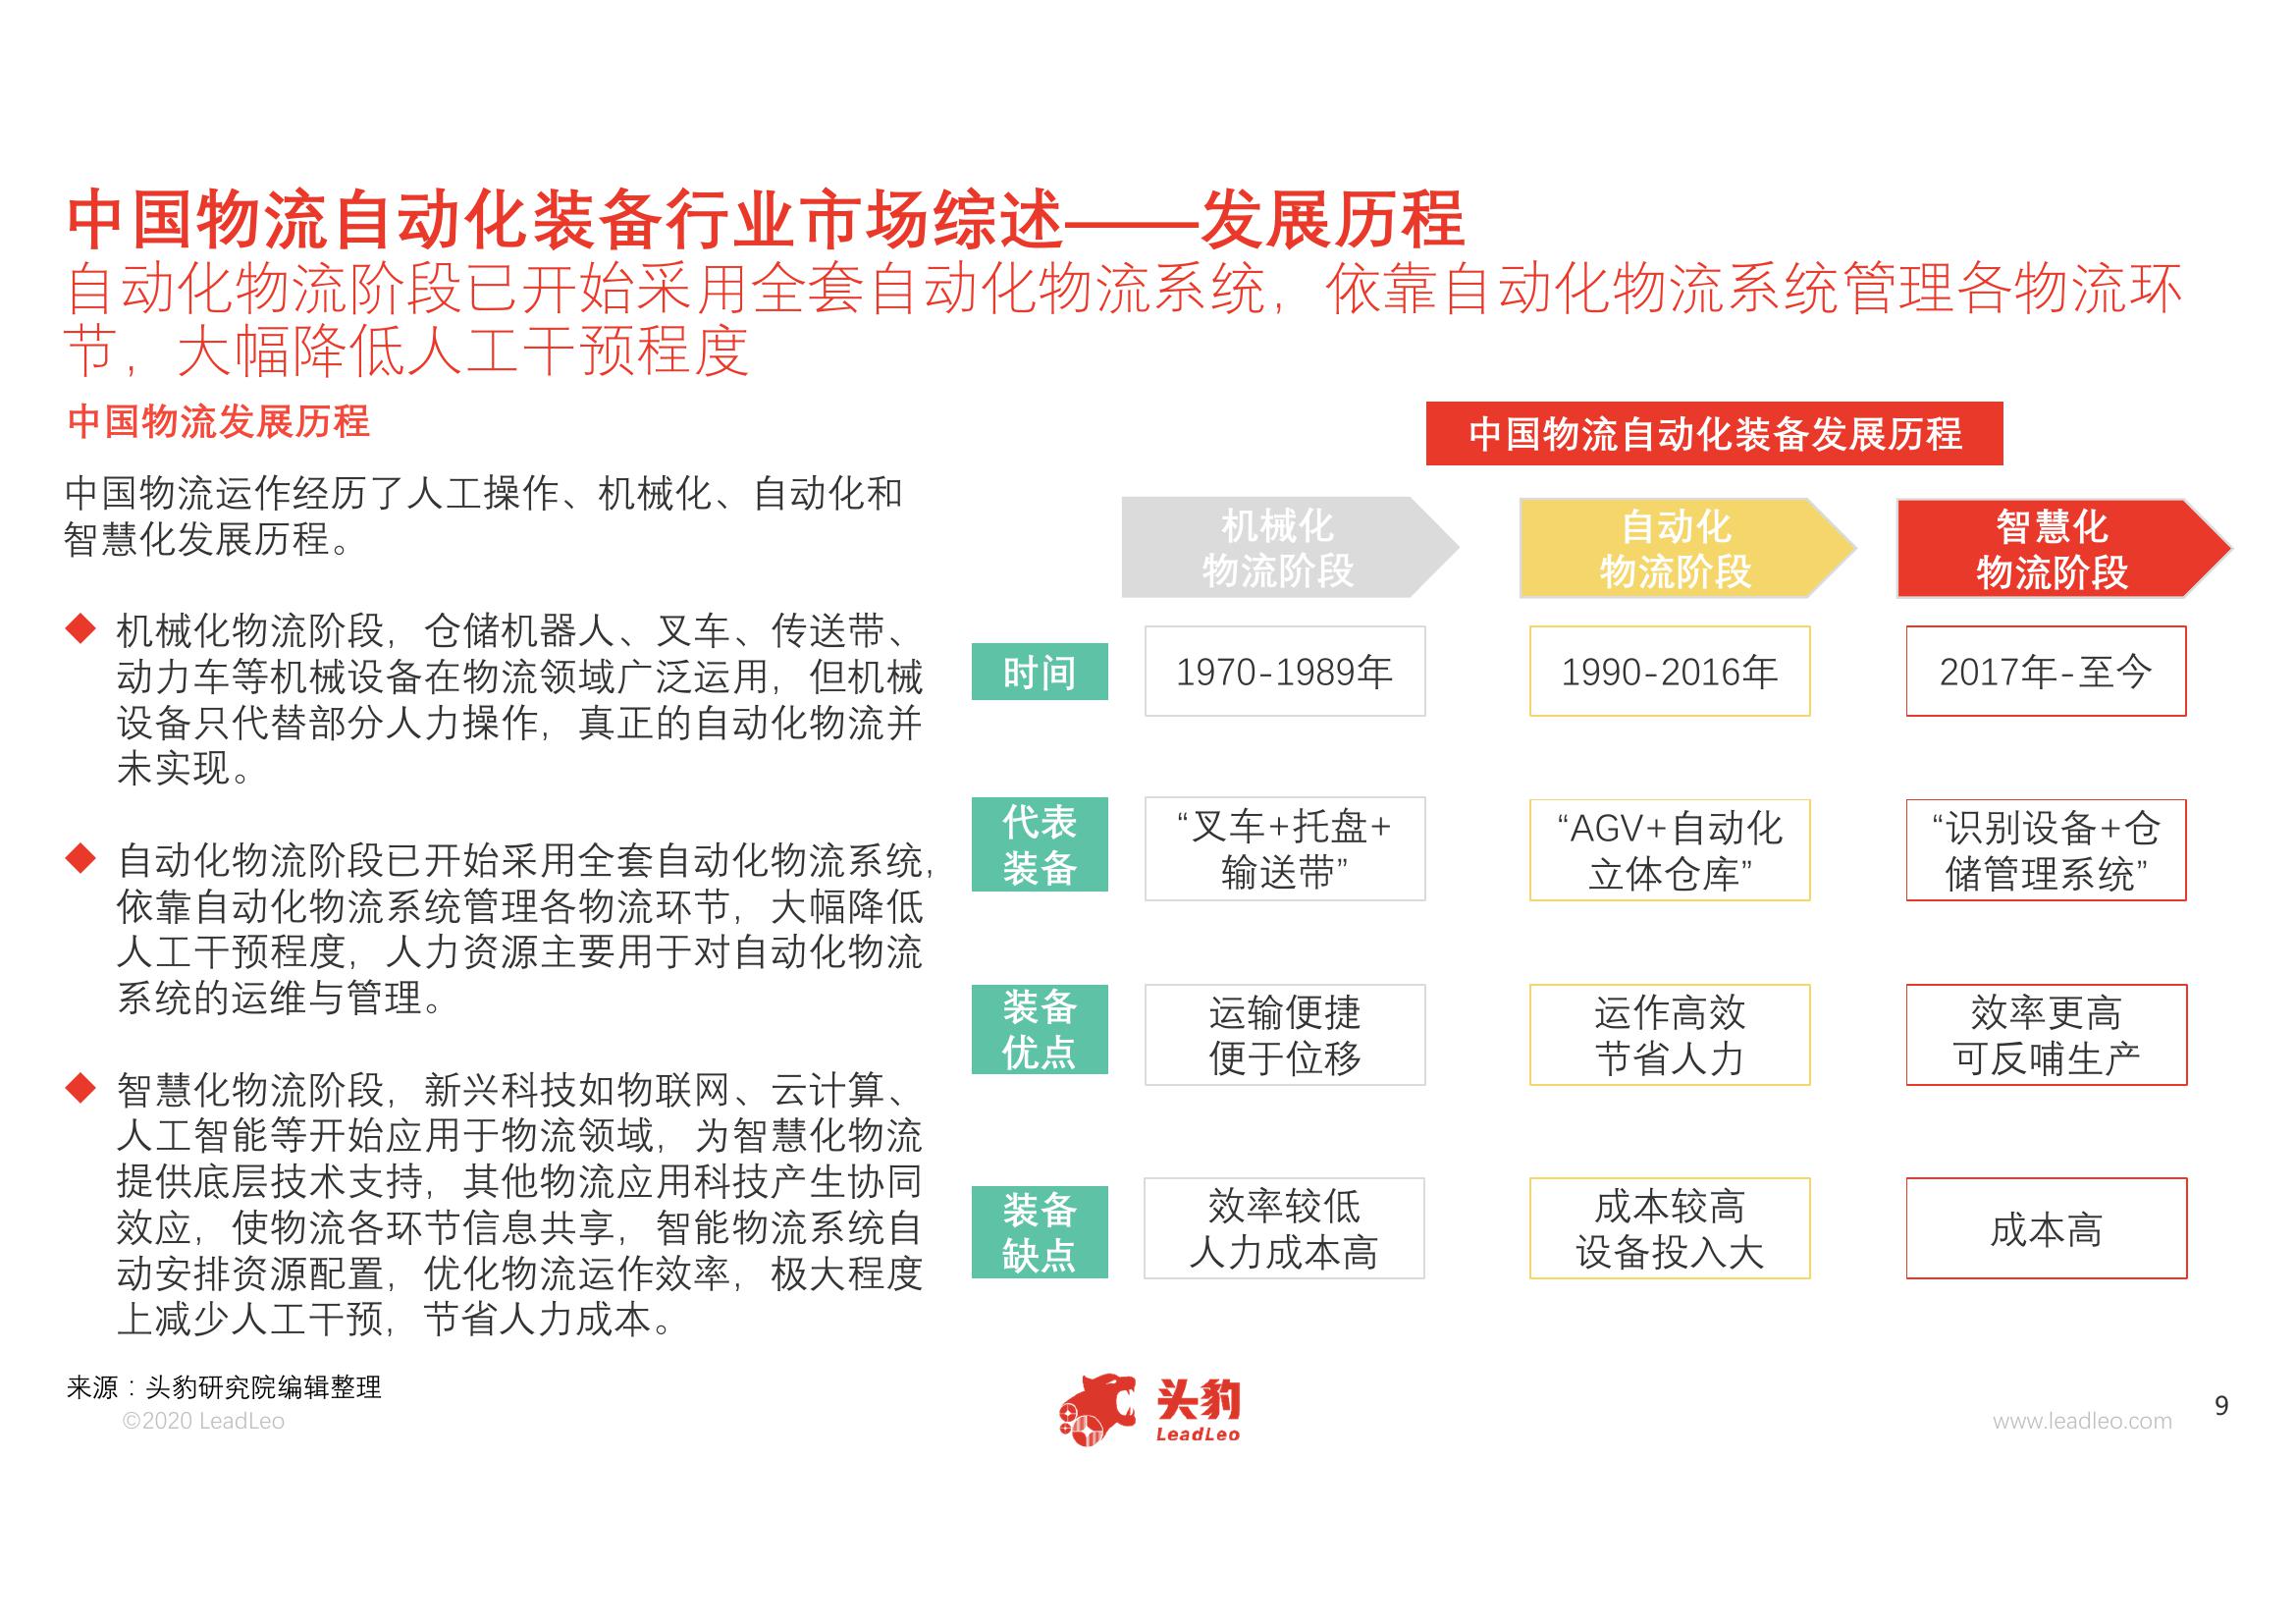 中国物流自动化装备行业市场综述——发展历程
自动化物流阶段已开始采用全套自动化物流系统，依靠自动化物流系统管理各物流环
节，大幅降低人工干预程度
中国物流发展历程
中国物流运作经历了人工操作、机械化、自动化和
智慧化发展历程。
◆ 机械化物流阶段，仓储机器人、叉车、传送带、
动力车等机械设备在物流领域广泛运用，但机械
设备只代替部分人力操作，真正的自动化物流并
未实现。
◆ 自动化物流阶段已开始采用全套自动化物流系统，
依靠自动化物流系统管理各物流环节，大幅降低
人工干预程度，人力资源主要用于对自动化物流
系统的运维与管理。
◆ 智慧化物流阶段，新兴科技如物联网、云计算、
人工智能等开始应用于物流领域，为智慧化物流
提供底层技术支持，其他物流应用科技产生协同
效应，使物流各环节信息共享，智能物流系统自
动安排资源配置，优化物流运作效率，极大程度
上减少人工干预，节省人力成本。
中国物流自动化装备发展历程
机械化
物流阶段
自动化
物流阶段
智慧化
物流阶段
时间
1970-1989年
1990-2016年
2017年-至今
代表
装备
“叉车+托盘+
输送带”
“AGV+自动化
立体仓库”
“识别设备+仓
储管理系统”
装备
优点
运输便捷
便于位移
运作高效
节省人力
效率更高
可反哺生产
装备
缺点
效率较低
人力成本高
成本较高
设备投入大
成本高
来源：头豹研究院编辑整理
©2020 LeadLeo
头豹
LeadLeo
www.leadleo.com
9